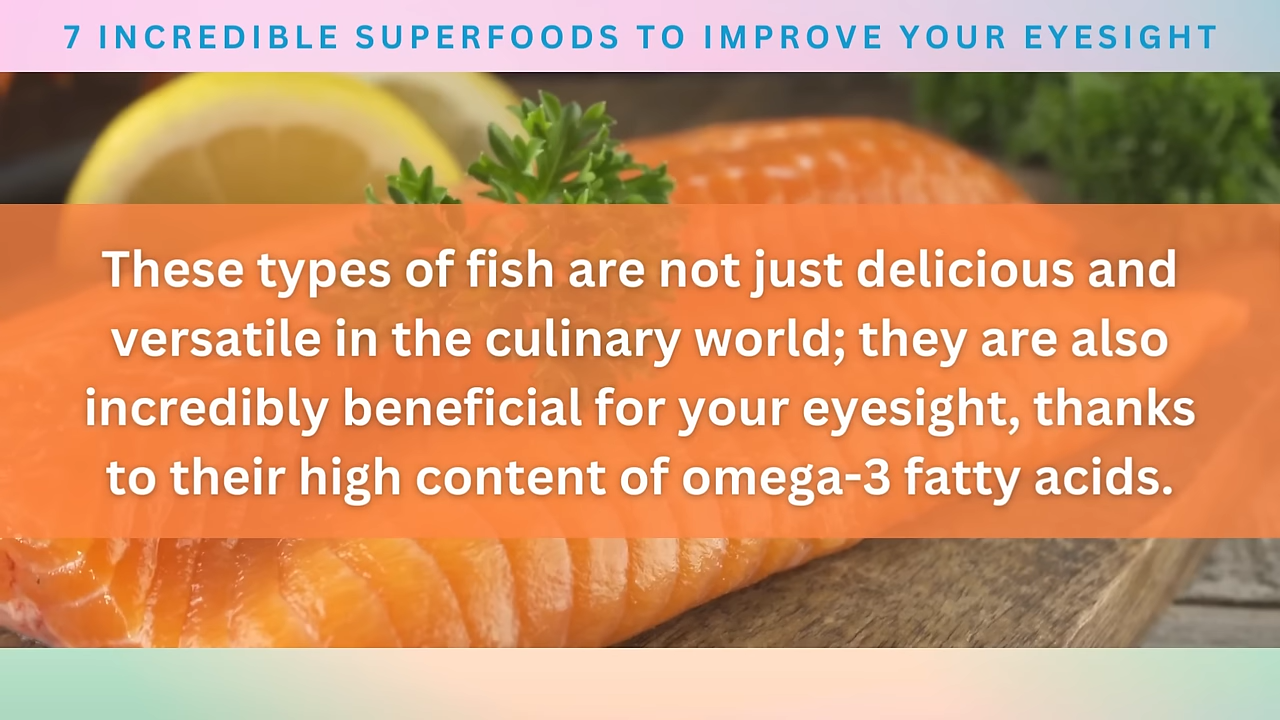 7 INCREDIBLE SUPERFOODS TO IMPROVE YOUR EYESIGHT
These types of fish are not just delicious and
versatile in the culinary world; they are also
incredibly beneficial for your eyesight, thanks
to their high content of omega-3 fatty acids.